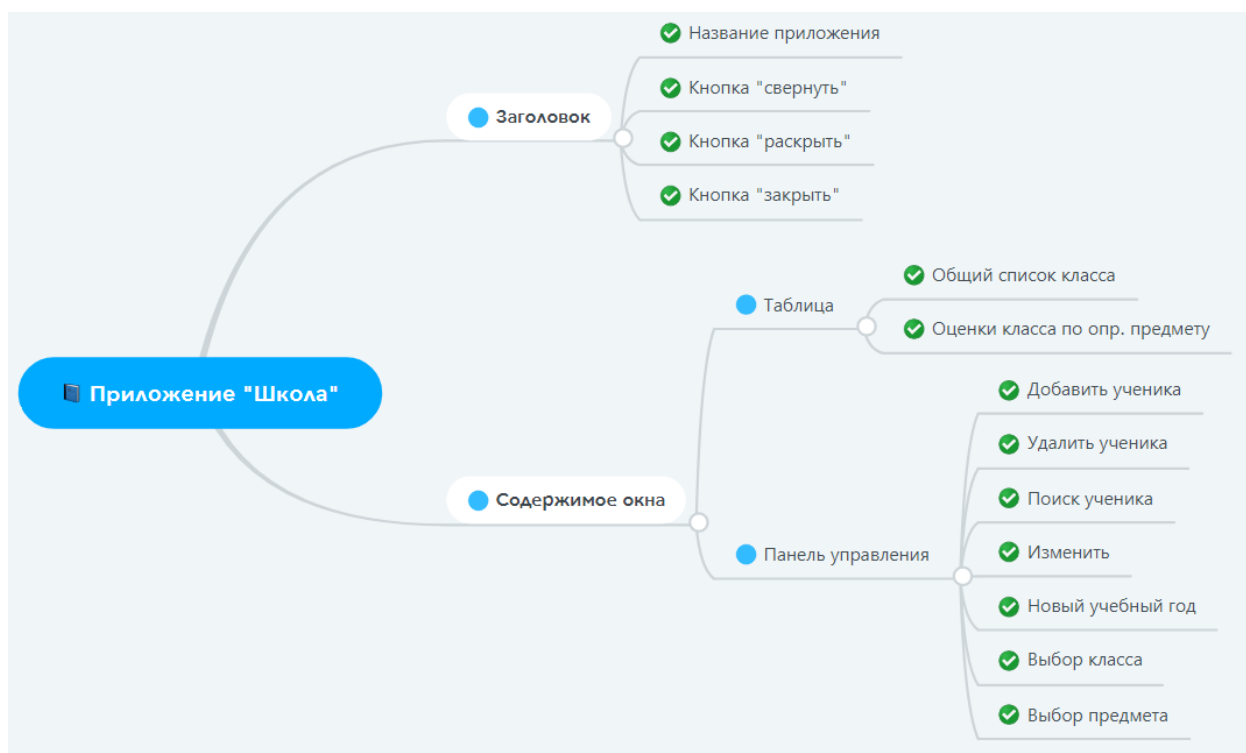 Приложение "Школа"
Заголовок
Название приложения
Кнопка "свернуть"
Кнопка "раскрыть"
Кнопка "закрыть"
Содержимое окна
Таблица
Общий список класса
Оценки класса по опр. предмету
Панель управления
Добавить ученика
Удалить ученика
Поиск ученика
Изменить
Новый учебный год
Выбор класса
Выбор предмета